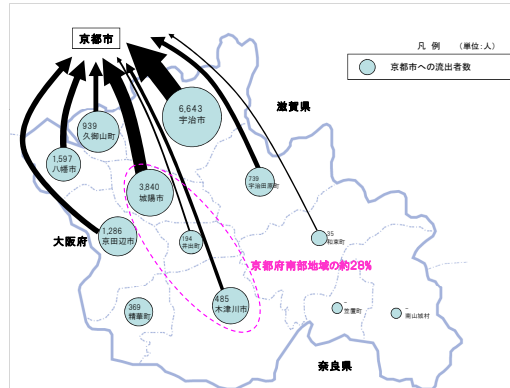 凡 例 (単位:人)
京都市への流出者数
京都市
滋賀県
6,643
宇治市
939
久御山町
1,597
八幡市
3,840
城陽市
739
宇治田原町
1,286
京田辺市
大阪府
194
井出町
35
和束町
京都府南部地域の約28%
369
精華町
485
木津川市
-
笠置町
-
南山城村
奈良県